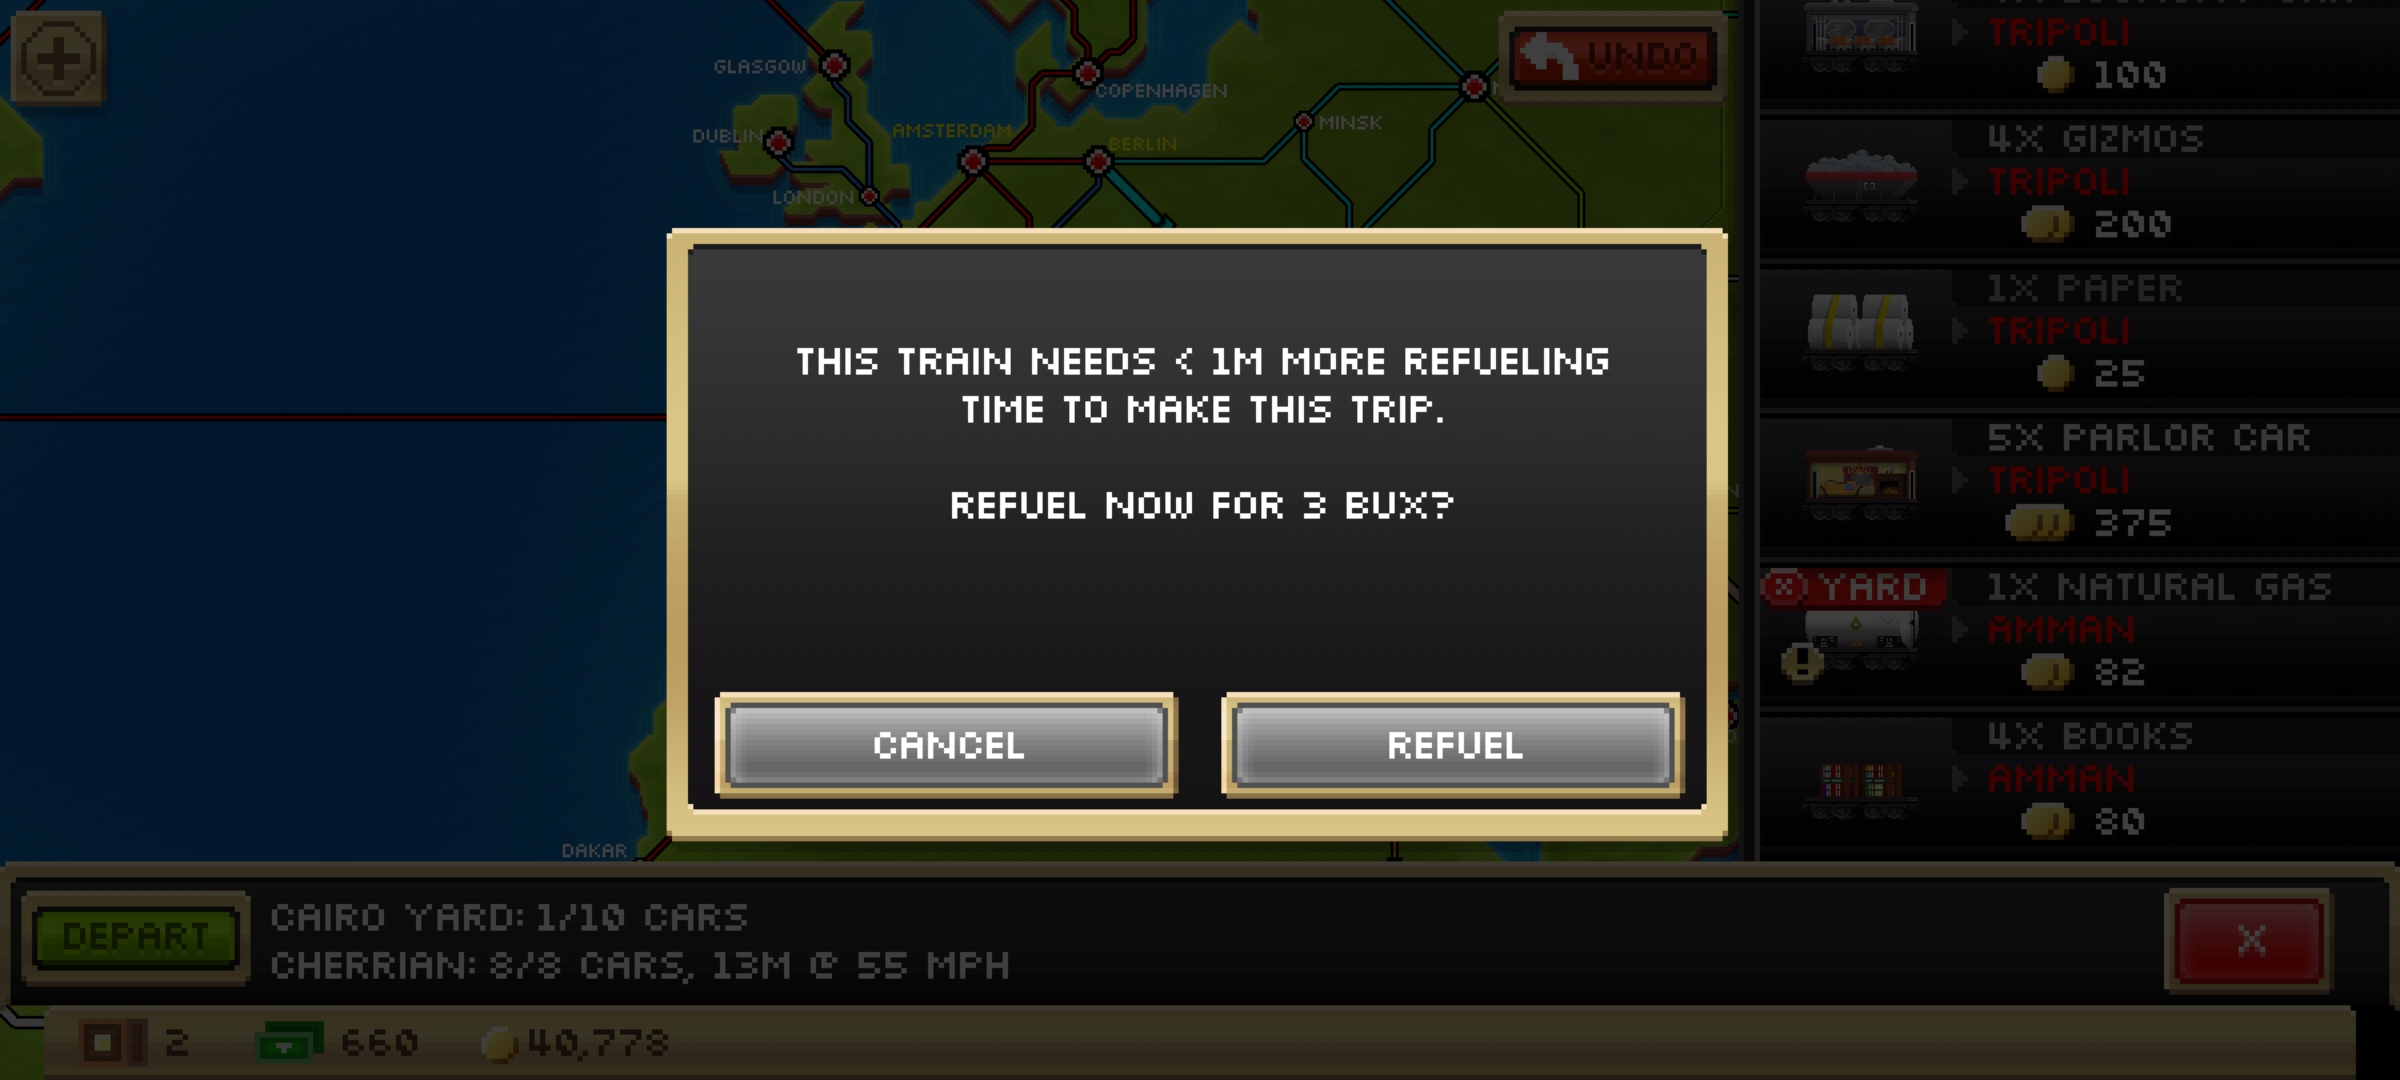 GLASGOW
COPENHAGEN
UNDO
DUBLIN
AMSTERDAM
BERLIN
MINSK
LONDON
TRIPOLI
100
4X GIZMOS
TRIPOLI
200
1X PAPER
TRIPOLI
25
5X PARLOR CAR
TRIPOLI
375
YARD
1X NATURAL GAS
AMMAN
82
4X BOOKS
AMMAN
80
THIS TRAIN NEEDS < 1M MORE REFUELING
TIME TO MAKE THIS TRIP.
REFUEL NOW FOR 3 BUX?
CANCEL
REFUEL
DAKAR
DEPART
CAIRO YARD: 1/10 CARS
CHERRIAN: 8/8 CARS, 13M @ 55 MPH
X
2
660
40,778